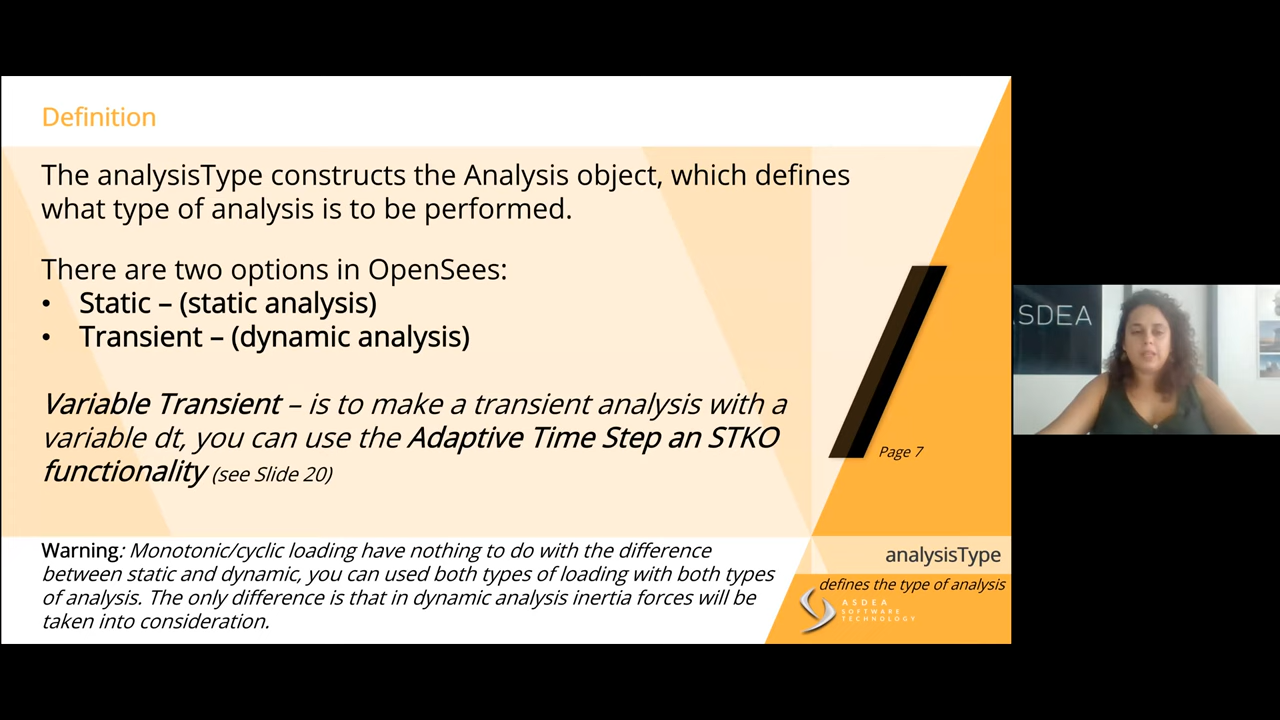 Definition
The analysisType constructs the Analysis object, which defines
what type of analysis is to be performed.
There are two options in OpenSees:
• Static – (static analysis)
• Transient – (dynamic analysis)
Variable Transient – is to make a transient analysis with a
variable dt, you can use the Adaptive Time Step an STKO
functionality (see Slide 20)
Page 7
Warning: Monotonic/cyclic loading have nothing to do with the difference
between static and dynamic, you can used both types of loading with both types
of analysis. The only difference is that in dynamic analysis inertia forces will be
taken into consideration.
analysisType
defines the type of analysis
ASDEA
SOFTWARE
TECHNOLOGY
ASDEA